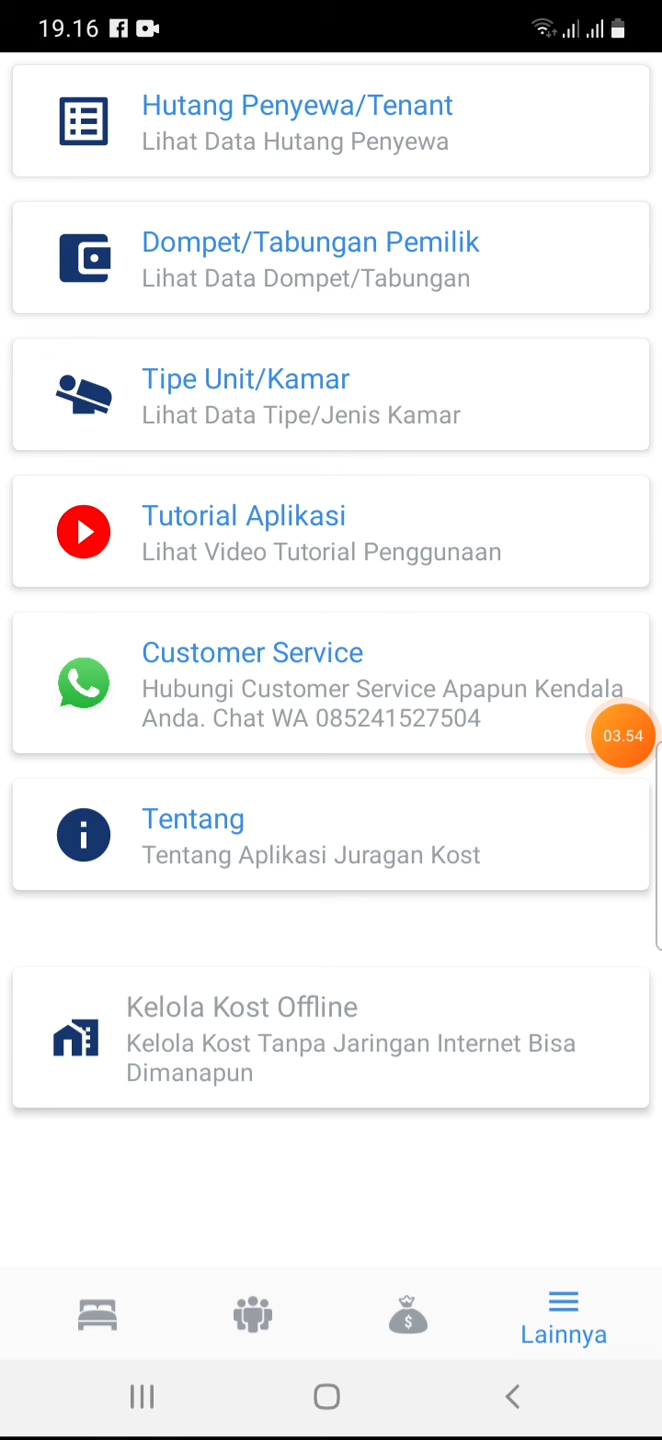 19.16
Hutang Penyewa/Tenant
Lihat Data Hutang Penyewa
Dompet/Tabungan Pemilik
Lihat Data Dompet/Tabungan
Tipe Unit/Kamar
Lihat Data Tipe/Jenis Kamar
Tutorial Aplikasi
Lihat Video Tutorial Penggunaan
Customer Service
Hubungi Customer Service Apapun Kendala
Anda. Chat WA 085241527504
03.54
Tentang
Tentang Aplikasi Juragan Kost
Kelola Kost Offline
Kelola Kost Tanpa Jaringan Internet Bisa
Dimanapun
Lainnya